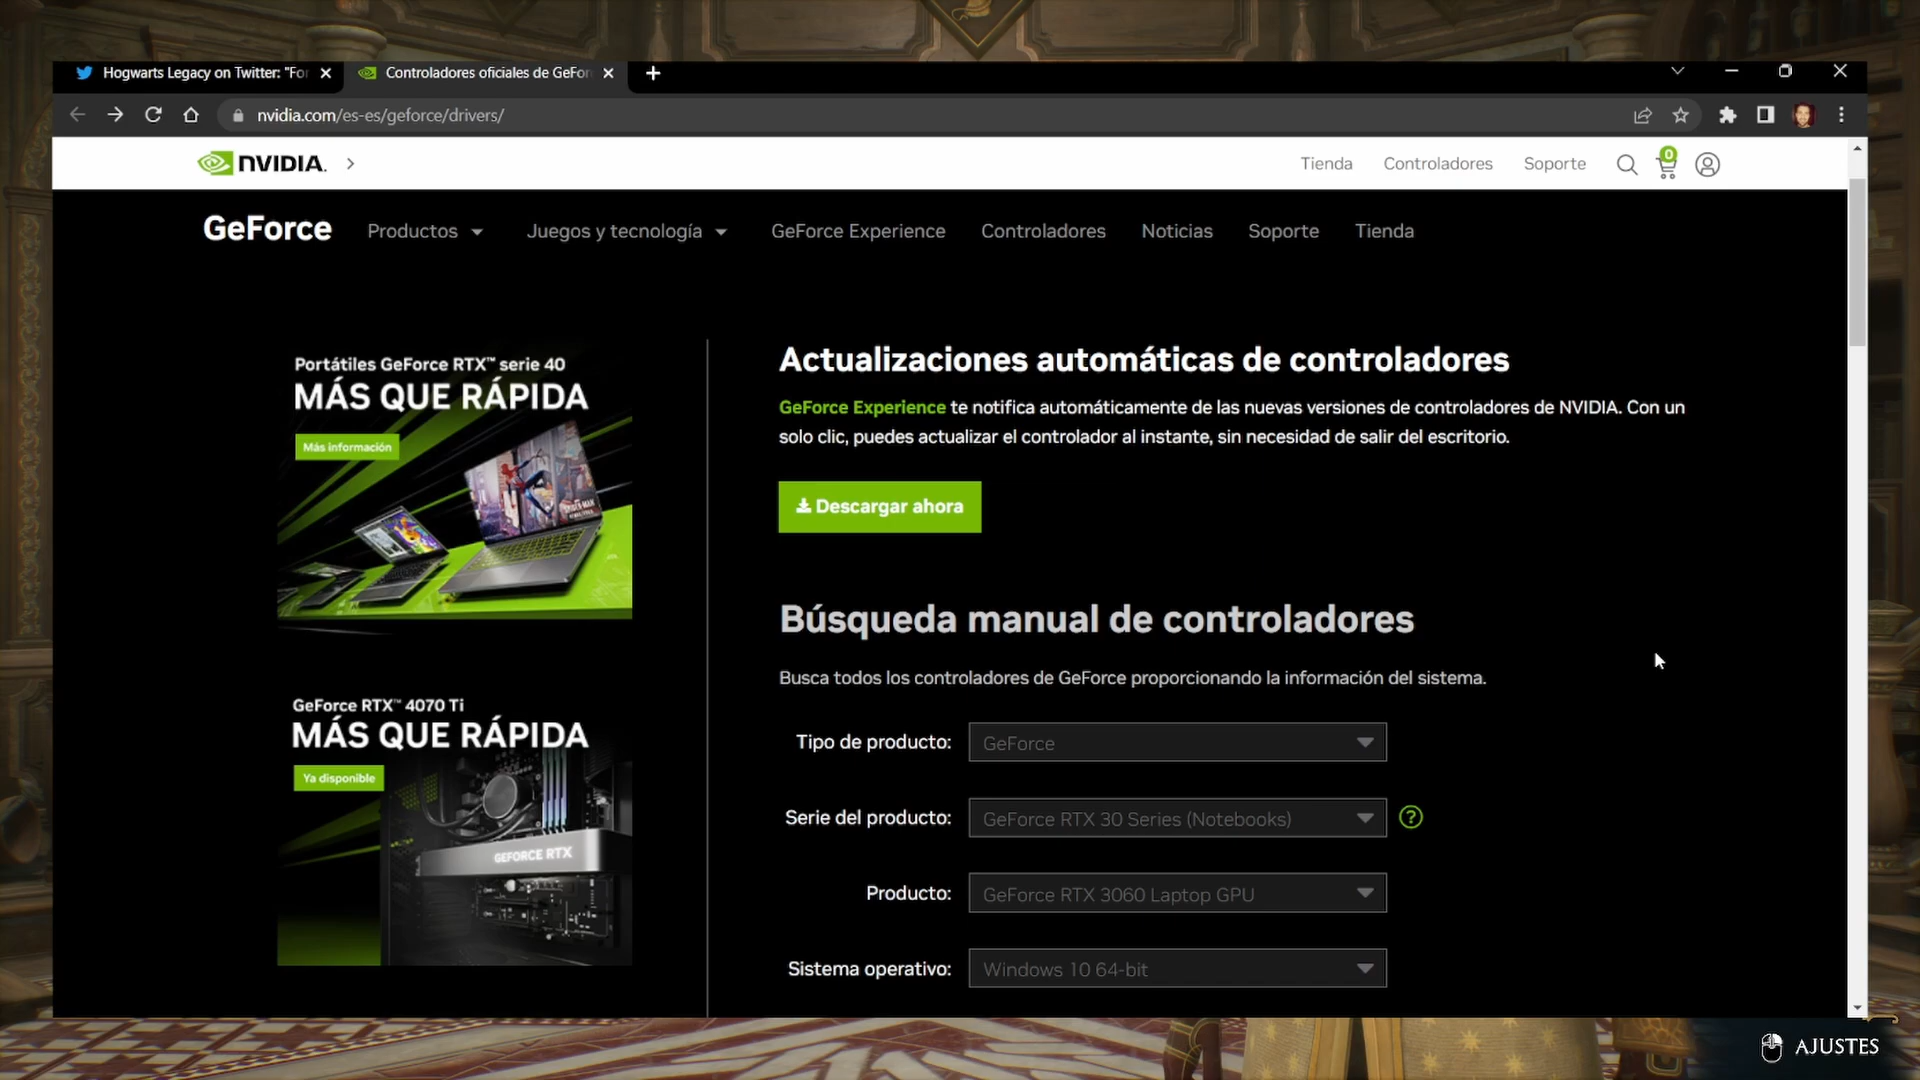 Hogwarts Legacy on Twitter: "For
Controladores oficiales de GeFor
nvidia.com/es-es/geforce/drivers/
NVIDIA.
Tienda
Controladores
Soporte
0
GeForce
Productos
Juegos y tecnología
GeForce Experience
Controladores
Noticias
Soporte
Tienda
Portátiles GeForce RTX™ serie 40
MÁS QUE RÁPIDA
Más información
SPIDER-MAN
GeForce RTX™ 4070 Ti
MÁS QUE RÁPIDA
Ya disponible
GEFORCE RTX
Actualizaciones automáticas de controladores
GeForce Experience te notifica automáticamente de las nuevas versiones de controladores de NVIDIA. Con un
solo clic, puedes actualizar el controlador al instante, sin necesidad de salir del escritorio.
Descargar ahora
Búsqueda manual de controladores
Busca todos los controladores de GeForce proporcionando la información del sistema.
Tipo de producto: GeForce
Serie del producto: GeForce RTX 30 Series (Notebooks) ?
Producto: GeForce RTX 3060 Laptop GPU
Sistema operativo: Windows 10 64-bit
AJUSTES